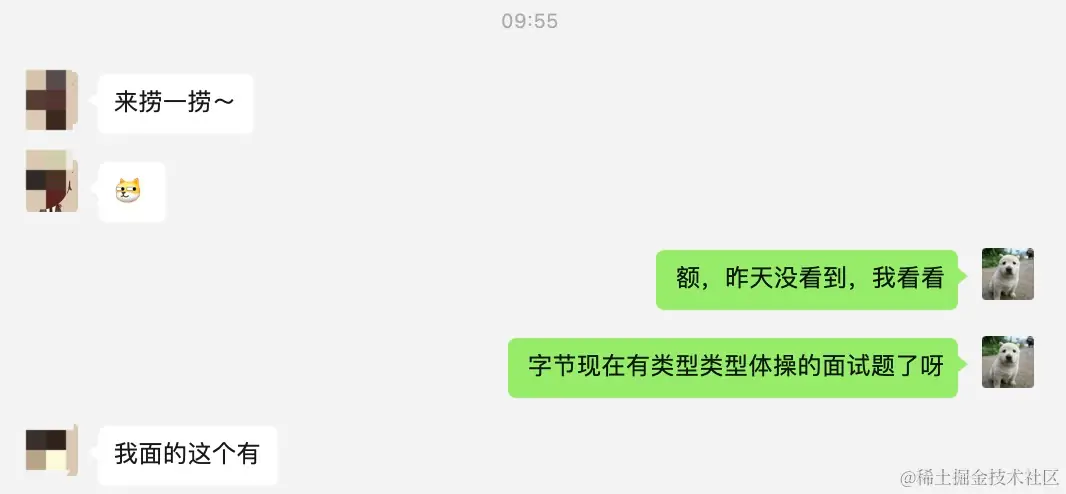 09:55
来捞一捞～
额，昨天没看到，我看看
字节现在有类型类型体操的面试题了呀
我面的这个有
@稀土掘金技术社区